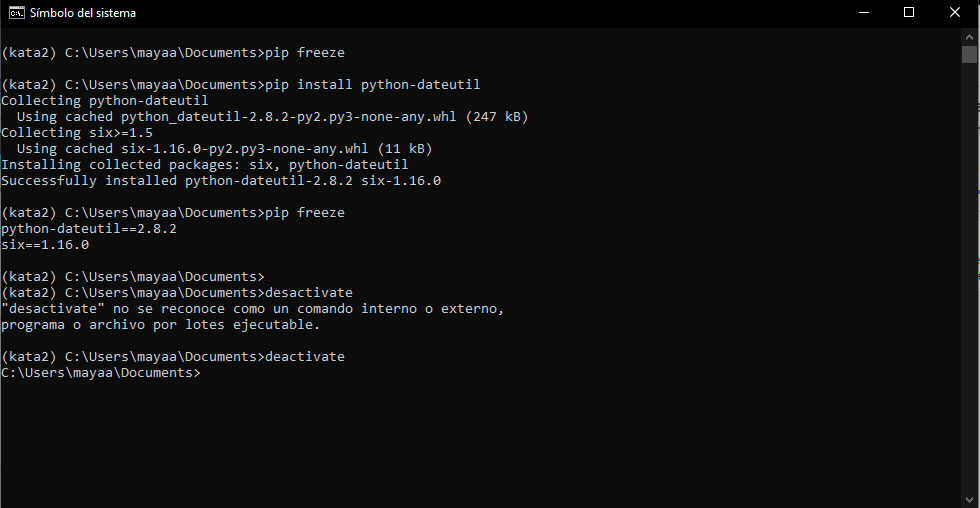 Símbolo del sistema
(kata2) C:\Users\mayaa\Documents>pip freeze
(kata2) C:\Users\mayaa\Documents>pip install python-dateutil
Collecting python-dateutil
  Using cached python_dateutil-2.8.2-py2.py3-none-any.whl (247 kB)
Collecting six>=1.5
  Using cached six-1.16.0-py2.py3-none-any.whl (11 kB)
Installing collected packages: six, python-dateutil
Successfully installed python-dateutil-2.8.2 six-1.16.0
(kata2) C:\Users\mayaa\Documents>pip freeze
python-dateutil==2.8.2
six==1.16.0
(kata2) C:\Users\mayaa\Documents>
(kata2) C:\Users\mayaa\Documents>desactivate
"desactivate" no se reconoce como un comando interno o externo,
programa o archivo por lotes ejecutable.
(kata2) C:\Users\mayaa\Documents>deactivate
C:\Users\mayaa\Documents>